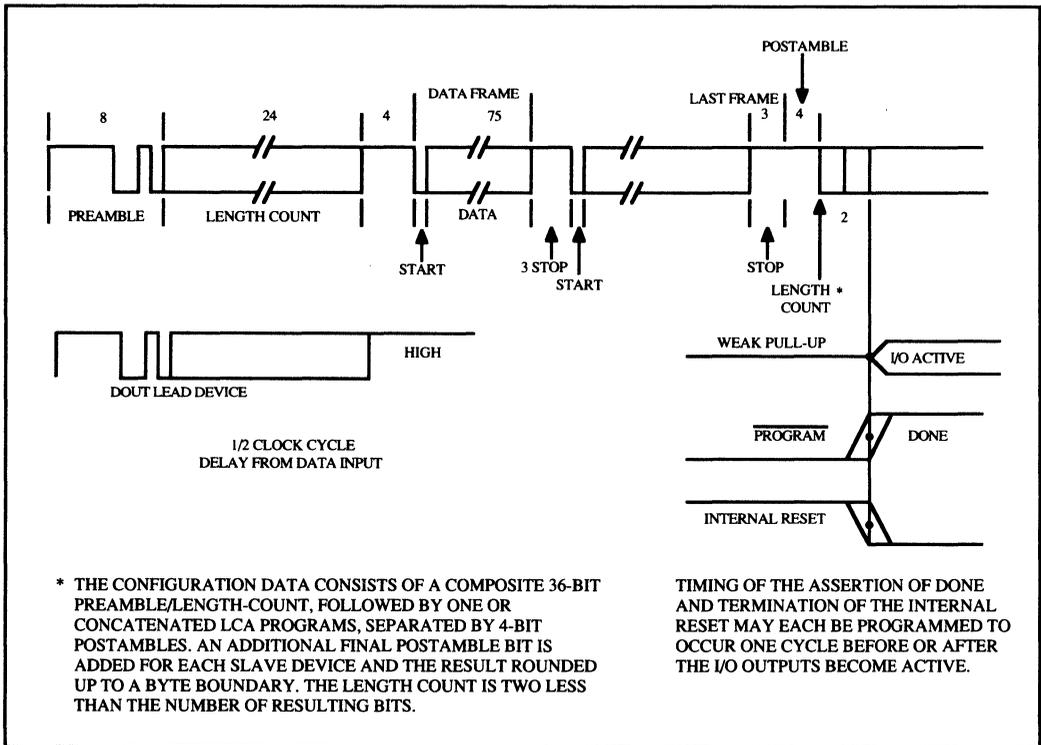 POSTAMBLE
DATA FRAME
LAST FRAME
8
24
4
75
3
4
PREAMBLE
LENGTH COUNT
DATA
2
START
3 STOP
START
STOP
LENGTH *
COUNT
HIGH
DOUT LEAD DEVICE
1/2 CLOCK CYCLE
DELAY FROM DATA INPUT
WEAK PULL-UP
I/O ACTIVE
PROGRAM
DONE
INTERNAL RESET
* THE CONFIGURATION DATA CONSISTS OF A COMPOSITE 36-BIT
PREAMBLE/LENGTH-COUNT, FOLLOWED BY ONE OR
CONCATENATED LCA PROGRAMS, SEPARATED BY 4-BIT
POSTAMBLES. AN ADDITIONAL FINAL POSTAMBLE BIT IS
ADDED FOR EACH SLAVE DEVICE AND THE RESULT ROUNDED
UP TO A BYTE BOUNDARY. THE LENGTH COUNT IS TWO LESS
THAN THE NUMBER OF RESULTING BITS.
TIMING OF THE ASSERTION OF DONE
AND TERMINATION OF THE INTERNAL
RESET MAY EACH BE PROGRAMMED TO
OCCUR ONE CYCLE BEFORE OR AFTER
THE I/O OUTPUTS BECOME ACTIVE.